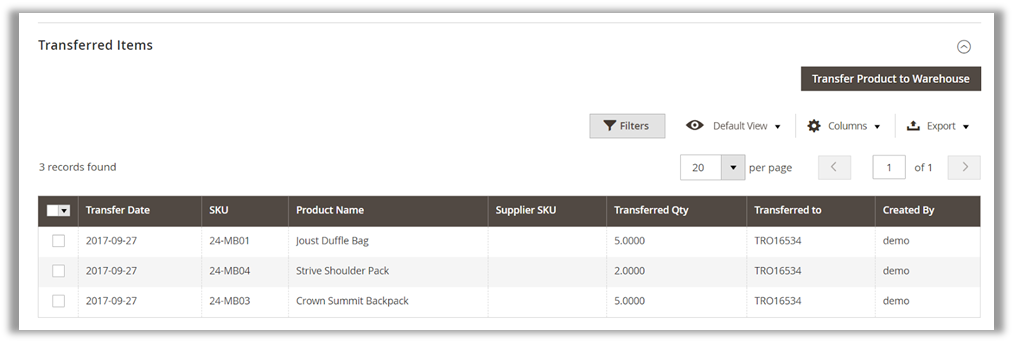 Transferred Items
Transfer Product to Warehouse
Filters Default View Columns Export
3 records found 20 per page 1 of 1
Transfer Date SKU Product Name Supplier SKU Transferred Qty Transferred to Created By
2017-09-27 24-MB01 Joust Duffle Bag 5.0000 TRO16534 demo
2017-09-27 24-MB04 Strive Shoulder Pack 2.0000 TRO16534 demo
2017-09-27 24-MB03 Crown Summit Backpack 5.0000 TRO16534 demo